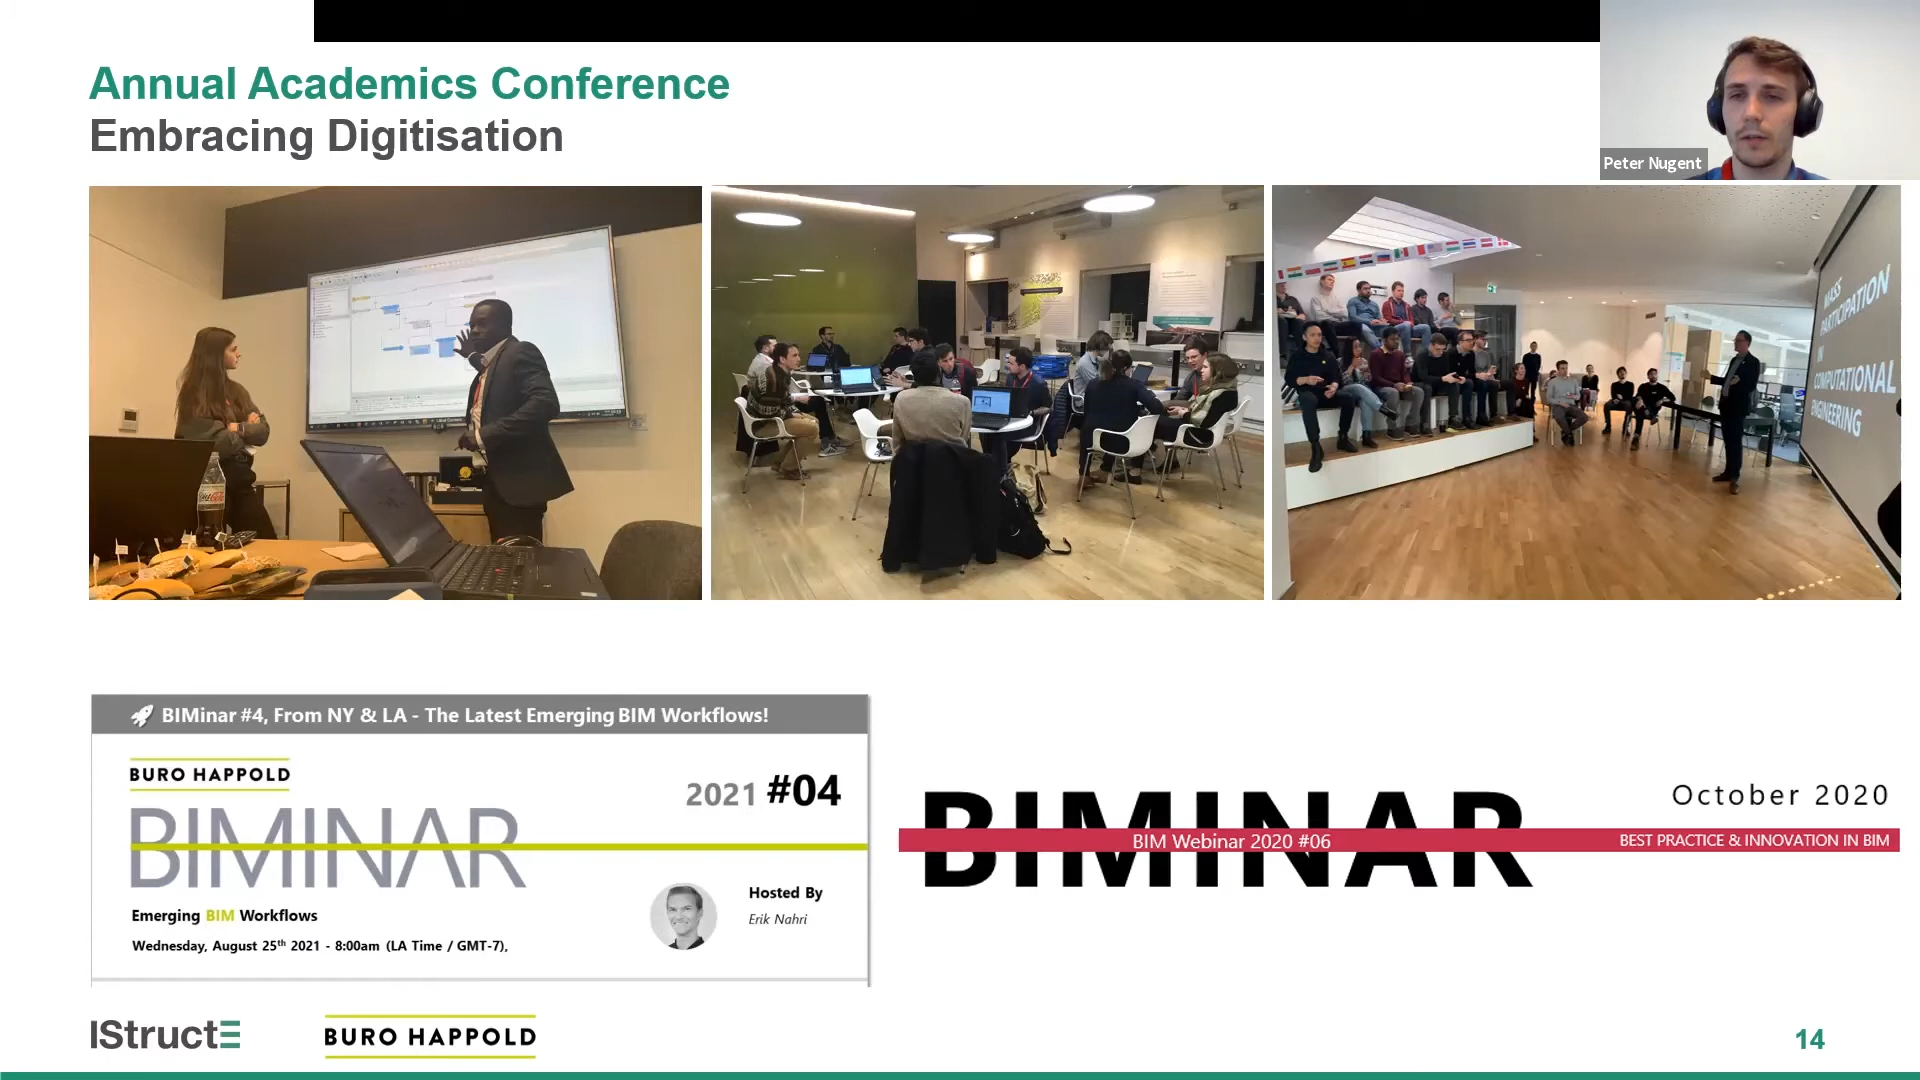 Annual Academics Conference
Embracing Digitisation
Peter Nugent
MASS
PARTICIPATION
IN
COMPUTATIONAL
ENGINEERING
BIMinar #4, From NY & LA - The Latest Emerging BIM Workflows!
BURO HAPPOLD
2021 #04
BIMINAR
Emerging BIM Workflows
Wednesday, August 25th 2021 - 8:00am (LA Time / GMT-7),
Hosted By
Erik Nahri
October 2020
BIMINAR
BIM Webinar 2020 #06
BEST PRACTICE & INNOVATION IN BIM
IStructE
BURO HAPPOLD
14